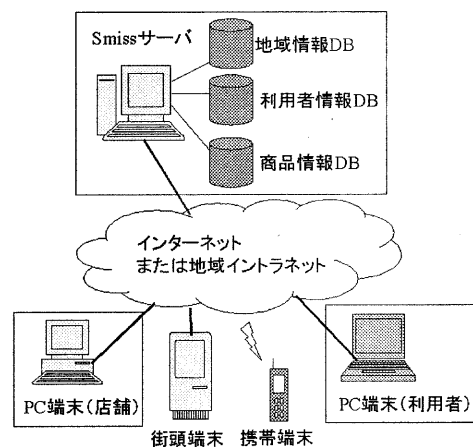 Smissサーバ
地域情報DB
利用者情報DB
商品情報DB
インターネット
または地域イントラネット
PC端末(店舗)
街頭端末
携帯端末
PC端末(利用者)